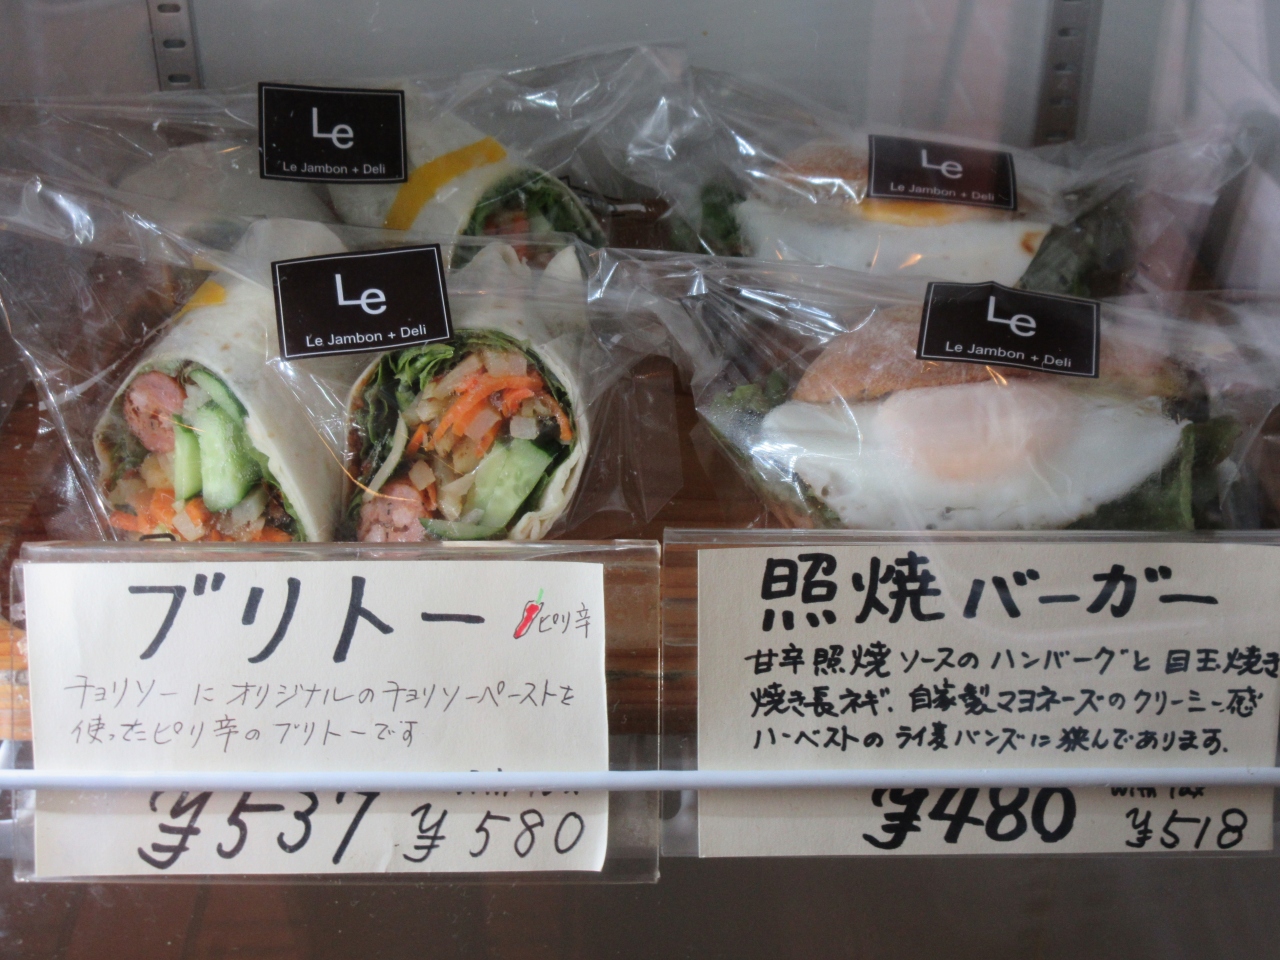 Le
Le Jambon + Deli
Le
Le Jambon + Deli
Le
Le Jambon + Deli
Le
Le Jambon + Deli
ブリトー ピリ辛
チョリソーにオリジナルのチョリソーペーストを
使ったピリ辛のブリトーです
¥537 ¥580
照焼バーガー
甘辛照焼ソースのハンバーグと目玉焼き
焼き長ネギ、自家製マヨネーズのクリーミー感
ハーベストのライ麦バンズに狭んであります。
with tax
¥480 ¥518